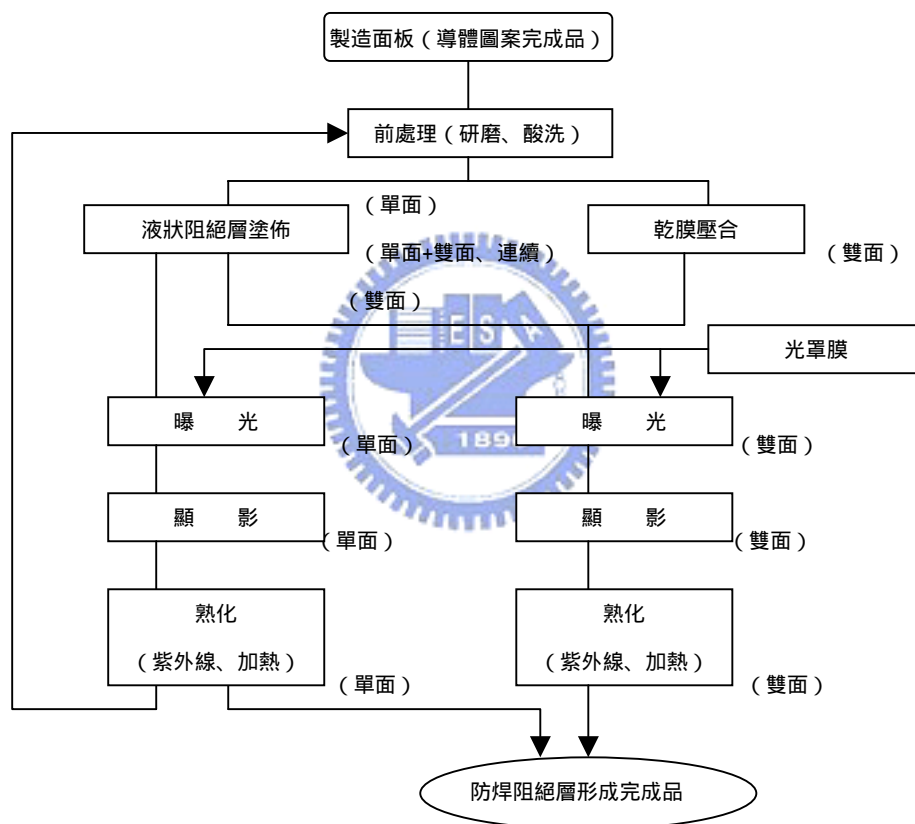 製造面板（導體圖案完成品）
前處理（研磨、酸洗）
（單面）
液狀阻絕層塗佈
乾膜壓合
（單面+雙面、連續）
（雙面）
（雙面）
ESA
光罩膜
曝　　光
曝　　光
（單面）
1896
（雙面）
顯　　影
顯　　影
（單面）
（雙面）
熟化
（紫外線、加熱）
熟化
（紫外線、加熱）
（單面）
（雙面）
防焊阻絕層形成完成品